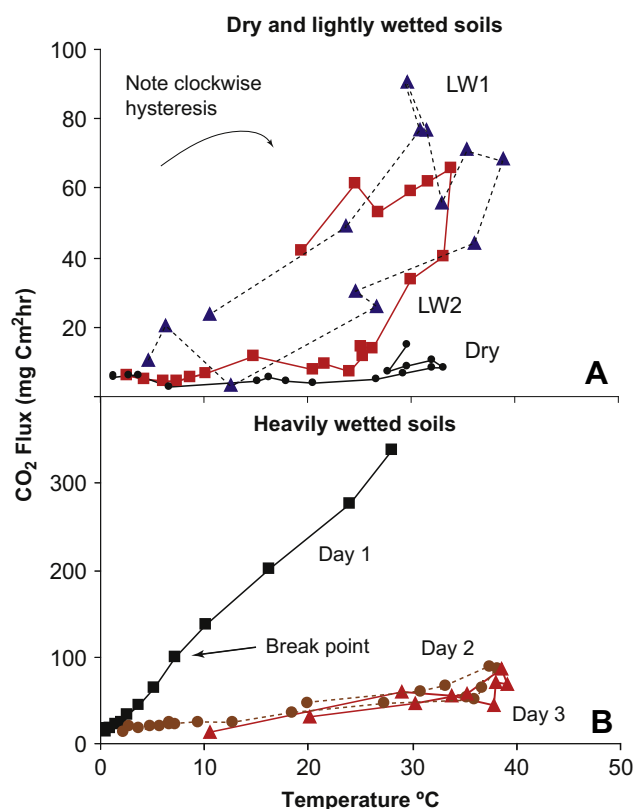 Dry and lightly wetted soils
100
80
60
40
20
Note clockwise
hysteresis
LW1
LW2
Dry
A
CO₂ Flux (mg Cm²hr)
Heavily wetted soils
300
200
100
0
Day 1
Break point
Day 2
Day 3
B
0
10
20
30
40
50
Temperature ºC